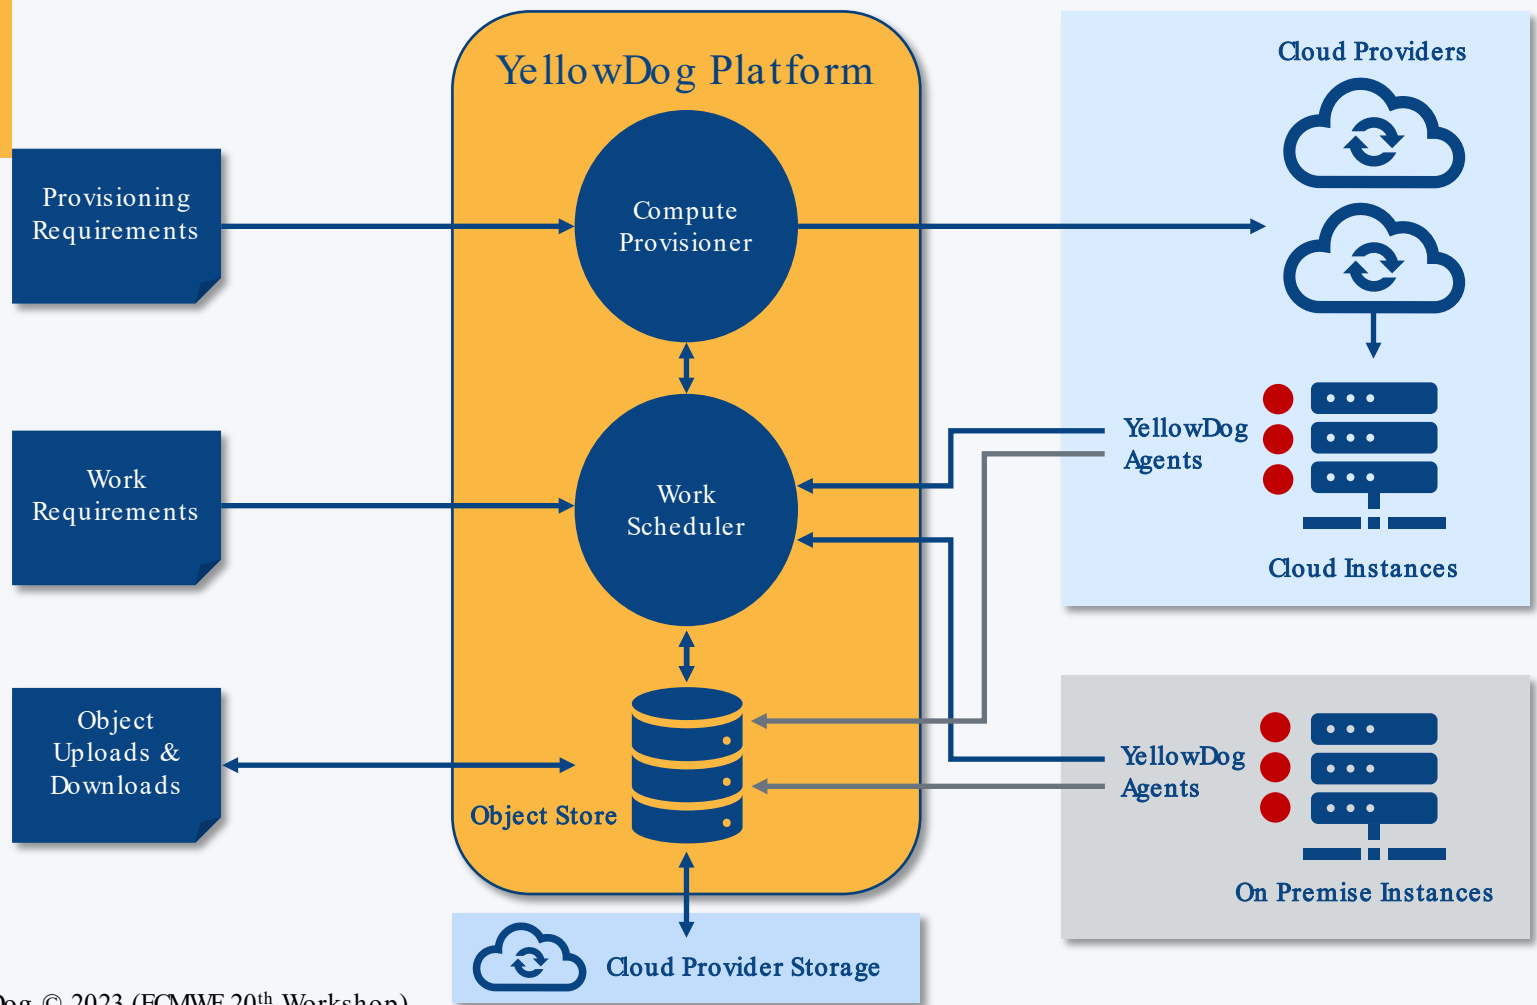 YellowDog Platform
Cloud Providers
Provisioning
Requirements
Compute
Provisioner
YellowDog
Agents
Work
Requirements
Work
Scheduler
Cloud Instances
Object
Uploads &
Downloads
Object Store
YellowDog
Agents
On Premise Instances
Cloud Provider Storage
© 2023 (ECMWF 20th Workshop)